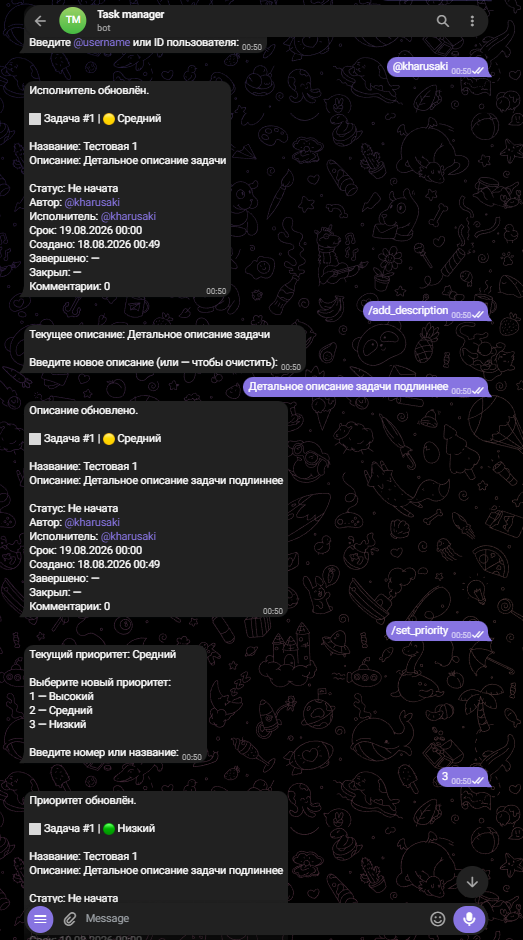 TM
Task manager
bot
Введите @username или ID пользователя: 00:50
@kharusaki 00:50
Исполнитель обновлён.
Задача #1 | Средний
Название: Тестовая 1
Описание: Детальное описание задачи
Статус: Не начата
Автор: @kharusaki
Исполнитель: @kharusaki
Срок: 19.08.2026 00:00
Создано: 18.08.2026 00:49
Завершено: —
Закрыл: —
Комментарии: 0
00:50
/add_description 00:50
Текущее описание: Детальное описание задачи
Введите новое описание (или — чтобы очистить): 00:50
Детальное описание задачи подлиннее 00:50
Описание обновлено.
Задача #1 | Средний
Название: Тестовая 1
Описание: Детальное описание задачи подлиннее
Статус: Не начата
Автор: @kharusaki
Исполнитель: @kharusaki
Срок: 19.08.2026 00:00
Создано: 18.08.2026 00:49
Завершено: —
Закрыл: —
Комментарии: 0
00:50
/set_priority 00:50
Текущий приоритет: Средний
Выберите новый приоритет:
1 — Высокий
2 — Средний
3 — Низкий
Введите номер или название: 00:50
3 00:50
Приоритет обновлён.
Задача #1 | Низкий
Название: Тестовая 1
Описание: Детальное описание задачи подлиннее
Статус: Не начата
Message
Срок: 19.08.2026 00:00